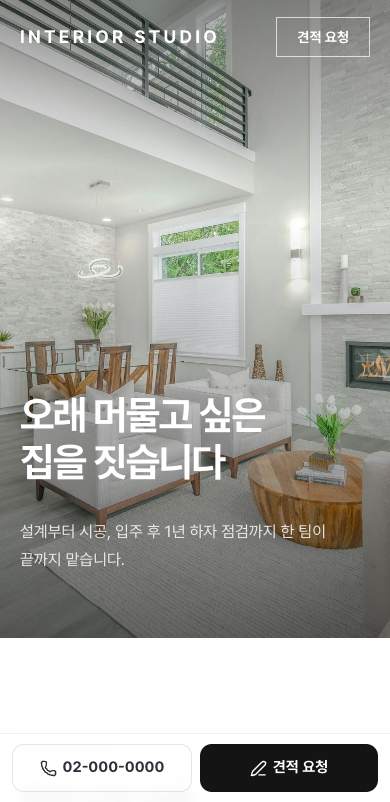 INTERIOR STUDIO
견적 요청
오래 머물고 싶은
집을 짓습니다
설계부터 시공, 입주 후 1년 하자 점검까지 한 팀이
끝까지 맡습니다.
02-000-0000
견적 요청